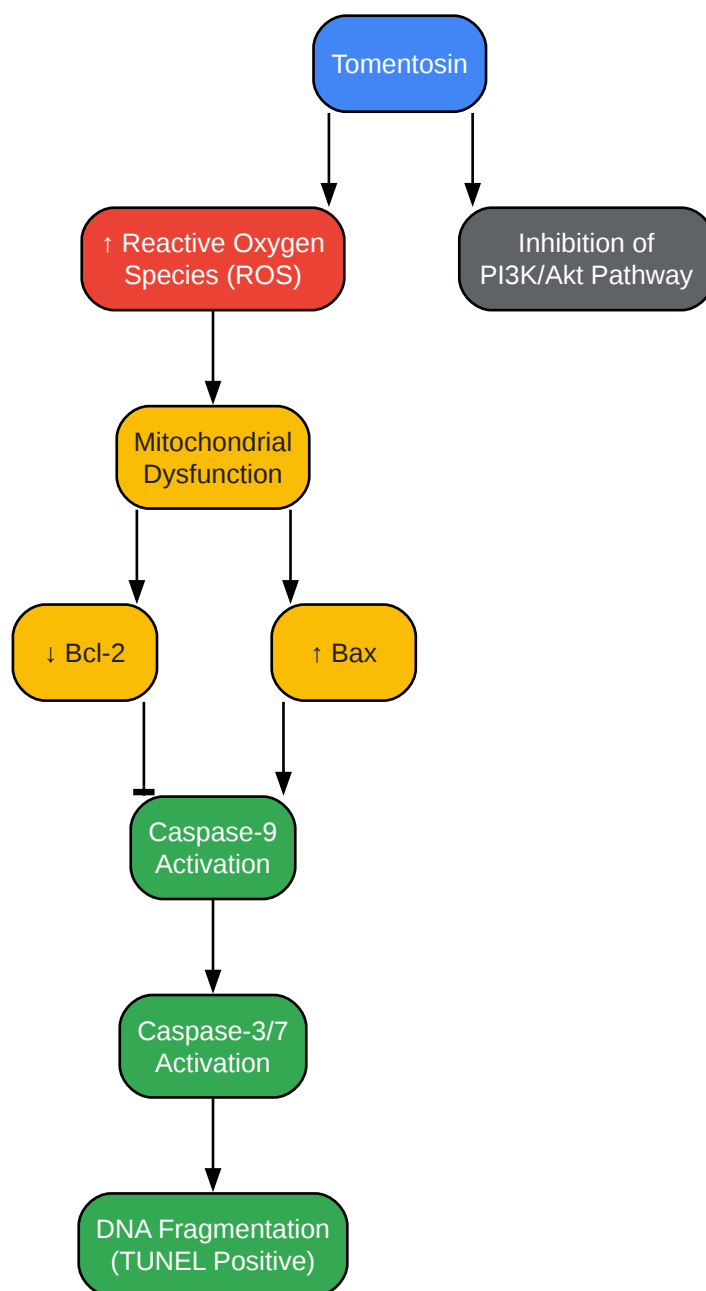 Tomentosin
↑ Reactive Oxygen
Species (ROS)
Inhibition of
PI3K/Akt Pathway
Mitochondrial
Dysfunction
↓ Bcl-2
↑ Bax
Caspase-9
Activation
Caspase-3/7
Activation
DNA Fragmentation
(TUNEL Positive)